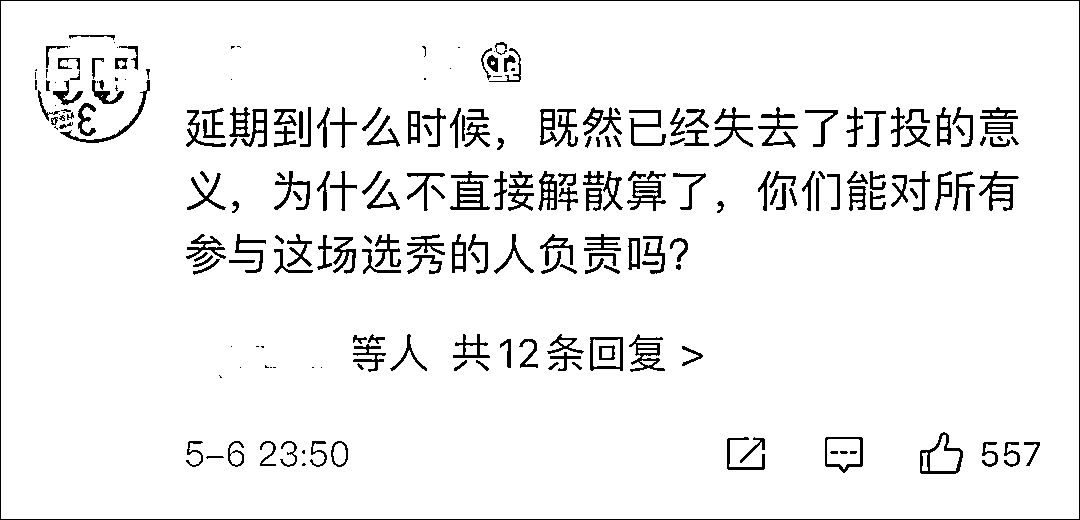 延期到什么时候，既然已经失去了打投的意
义，为什么不直接解散算了，你们能对所有
参与这场选秀的人负责吗？
等人 共12条回复 >
5-6 23:50
557